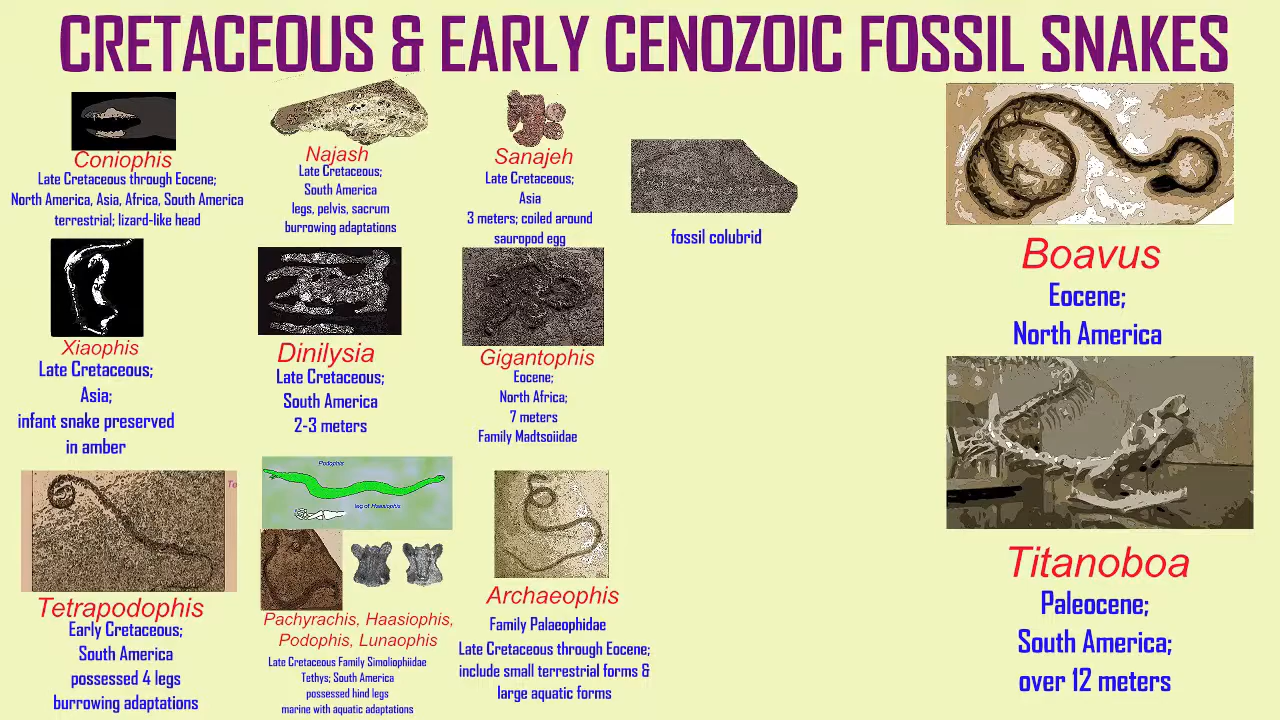 CRETACEOUS & EARLY CENOZOIC FOSSIL SNAKES
Coniophis
Late Cretaceous through Eocene;
North America, Asia, Africa, South America
terrestrial; lizard-like head
Najash
Late Cretaceous;
South America
legs, pelvis, sacrum
burrowing adaptations
Sanajeh
Late Cretaceous;
Asia
3 meters; coiled around
sauropod egg
fossil colubrid
Boavus
Eocene;
North America
Xiaophis
Late Cretaceous;
Asia;
infant snake preserved
in amber
Dinilysia
Late Cretaceous;
South America
2-3 meters
Gigantophis
Eocene;
North Africa;
7 meters
Family Madtsoiidae
Te
Tetrapodophis
Early Cretaceous;
South America
possessed 4 legs
burrowing adaptations
Podophis
leg of Haasiophis
Pachyrachis, Haasiophis,
Podophis, Lunaophis
Late Cretaceous Family Simoliophiidae
Tethys; South America
possessed hind legs
marine with aquatic adaptations
Archaeophis
Family Palaeophidae
Late Cretaceous through Eocene;
include small terrestrial forms &
large aquatic forms
Titanoboa
Paleocene;
South America;
over 12 meters